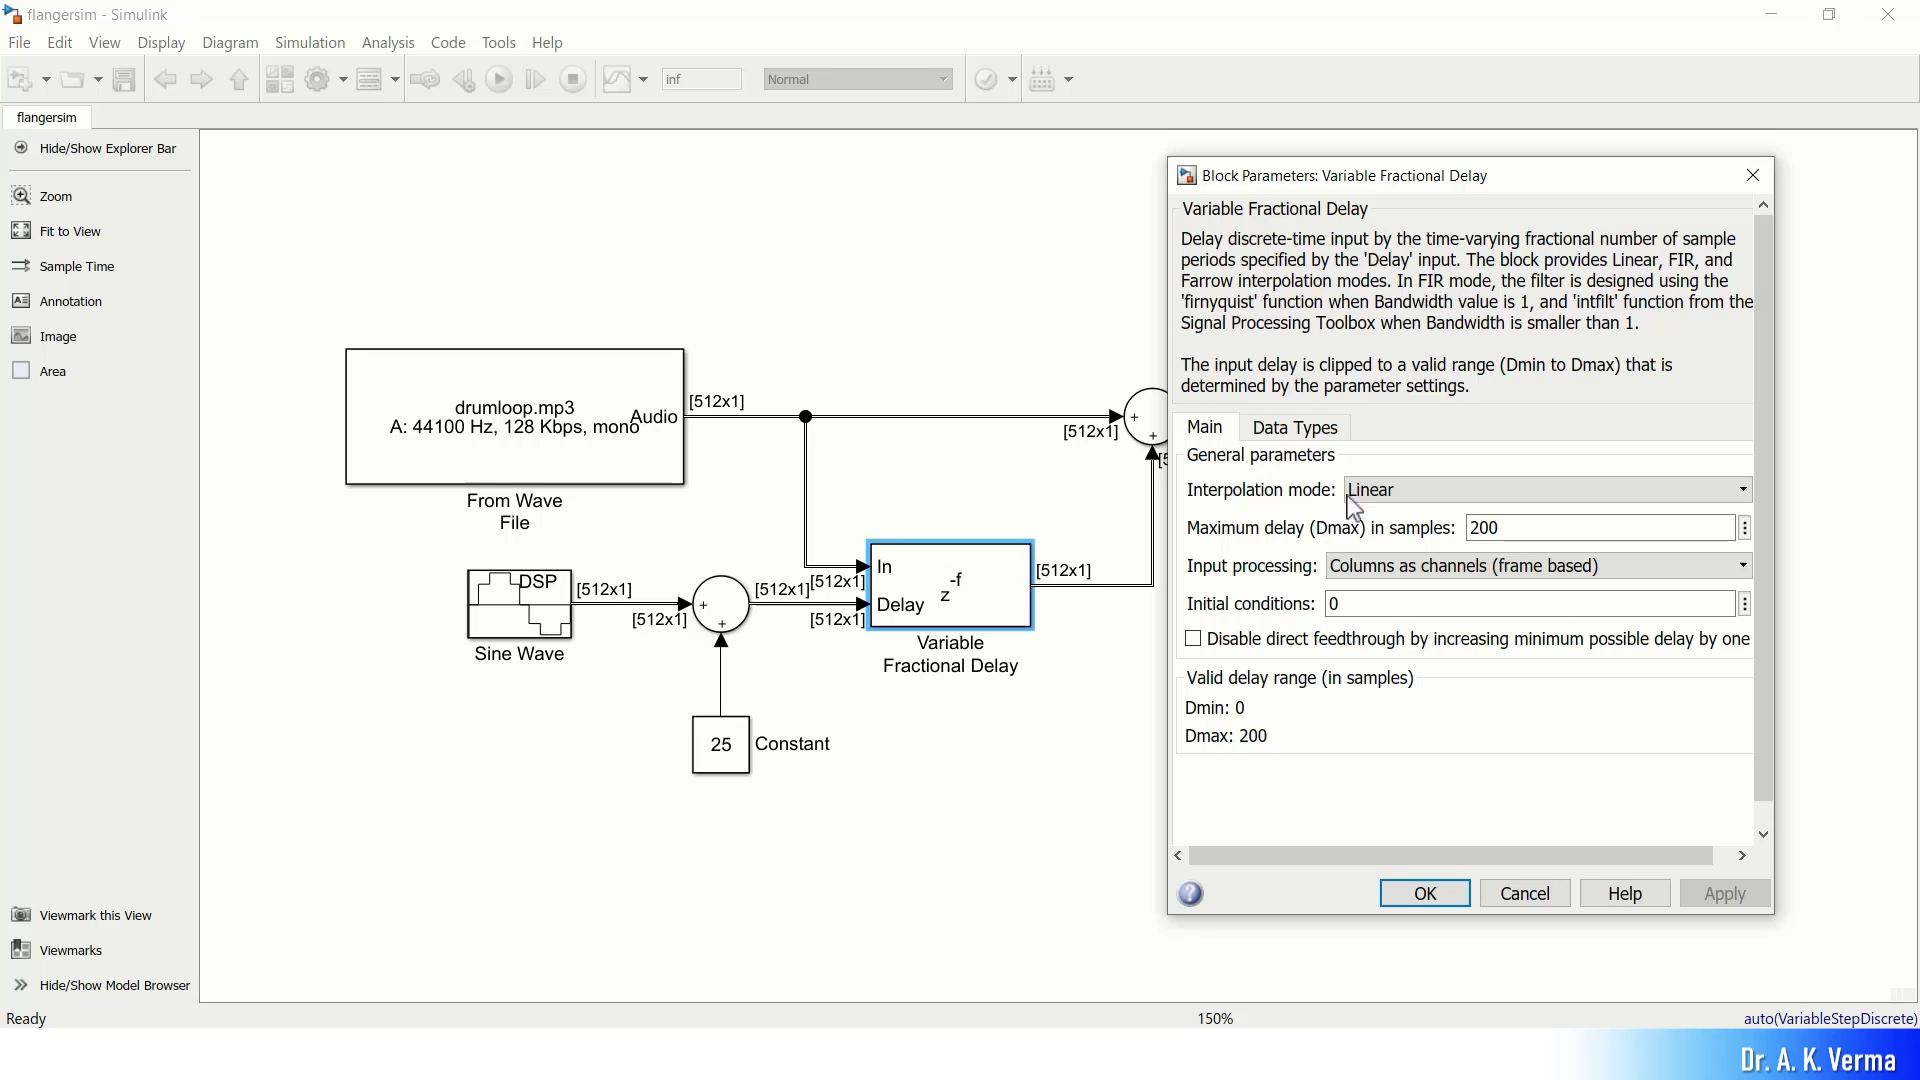 flangersim - Simulink
File Edit View Display Diagram Simulation Analysis Code Tools Help
inf
Normal
flangersim
Hide/Show Explorer Bar
Zoom
Fit to View
Sample Time
Annotation
Image
Area
Viewmark this View
Viewmarks
Hide/Show Model Browser
drumloop.mp3
A: 44100 Hz, 128 Kbps, mono
Audio
From Wave
File
[512x1]
[512x1]
+
+
DSP
Sine Wave
[512x1]
[512x1]
+
+
[512x1]
[512x1]
[512x1]
In
Delay
-f
z
[512x1]
Variable
Fractional Delay
25
Constant
Block Parameters: Variable Fractional Delay
Variable Fractional Delay
Delay discrete-time input by the time-varying fractional number of sample
periods specified by the 'Delay' input. The block provides Linear, FIR, and
Farrow interpolation modes. In FIR mode, the filter is designed using the
'firnyquist' function when Bandwidth value is 1, and 'intfilt' function from the
Signal Processing Toolbox when Bandwidth is smaller than 1.
The input delay is clipped to a valid range (Dmin to Dmax) that is
determined by the parameter settings.
Main
Data Types
General parameters
Interpolation mode: Linear
Maximum delay (Dmax) in samples: 200
Input processing: Columns as channels (frame based)
Initial conditions: 0
Disable direct feedthrough by increasing minimum possible delay by one
Valid delay range (in samples)
Dmin: 0
Dmax: 200
OK
Cancel
Help
Apply
Ready
150%
auto(VariableStepDiscrete)
Dr. A. K. Verma